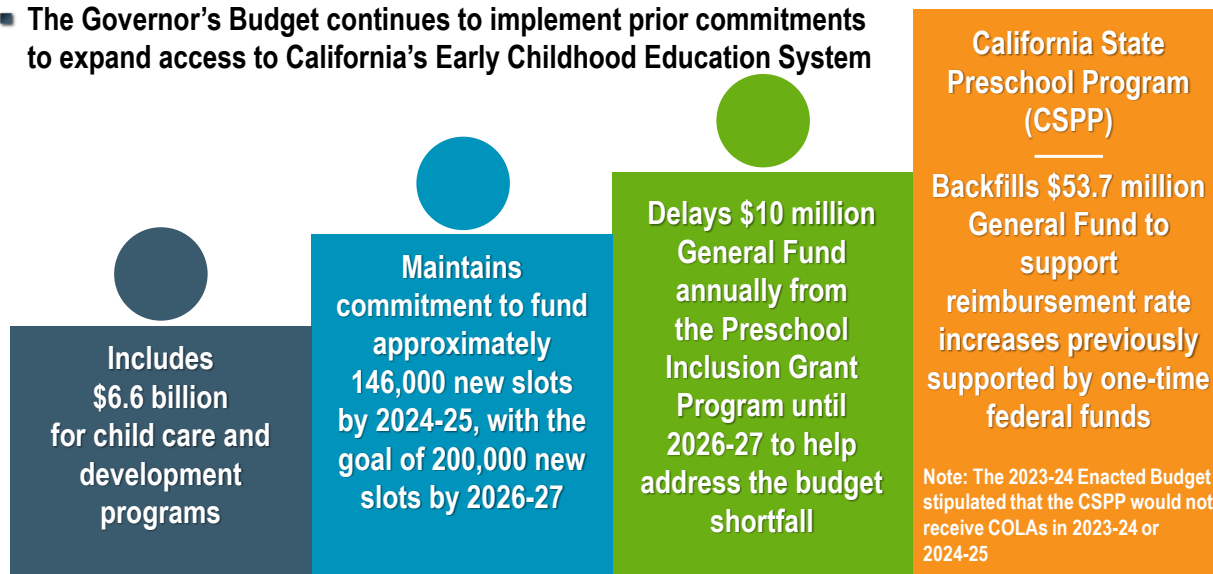 The Governor’s Budget continues to implement prior commitments
to expand access to California’s Early Childhood Education System
Includes
$6.6 billion
for child care and
development
programs
Maintains
commitment to fund
approximately
146,000 new slots
by 2024-25, with the
goal of 200,000 new
slots by 2026-27
Delays $10 million
General Fund
annually from
the Preschool
Inclusion Grant
Program until
2026-27 to help
address the budget
shortfall
California State
Preschool Program
(CSPP)
Backfills $53.7 million
General Fund to
support
reimbursement rate
increases previously
supported by one-time
federal funds
Note: The 2023-24 Enacted Budget
stipulated that the CSPP would not
receive COLAs in 2023-24 or
2024-25